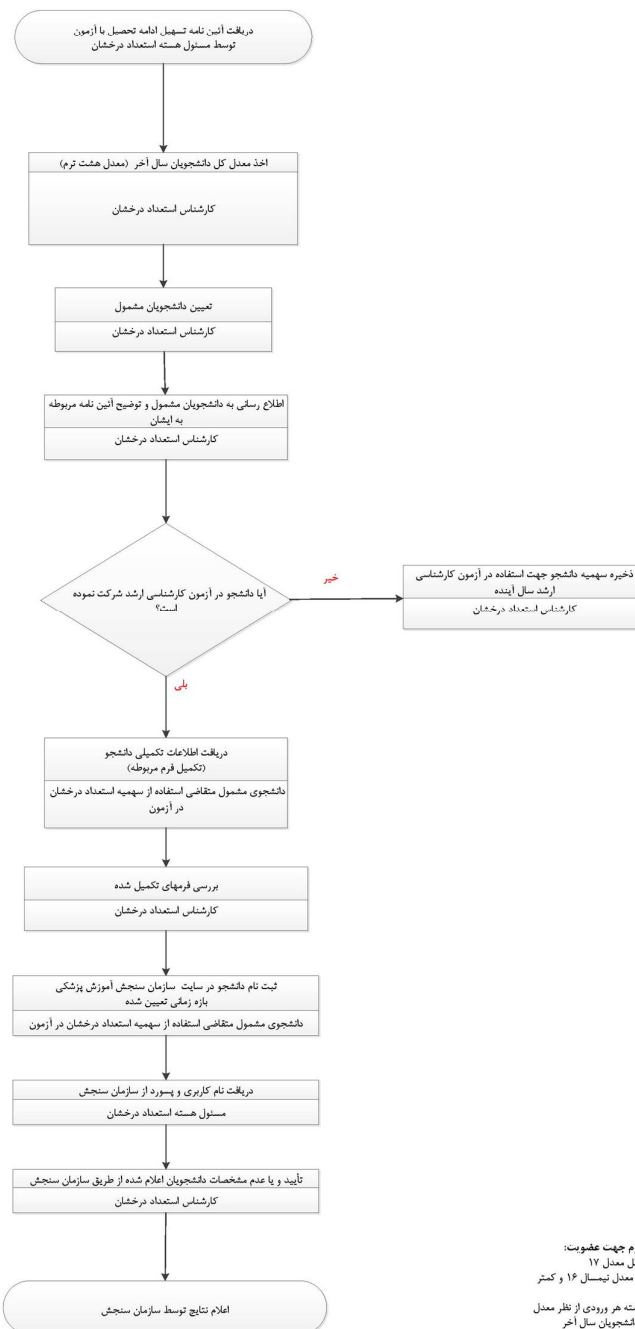 دریافت آئین نامه تسهیل ادامه تحصیل با آزمون
توسط مسئول هسته استعداد درخشان
اخذ معدل کل دانشجویان سال آخر (معدل هشت ترم)
کارشناس استعداد درخشان
تعیین دانشجویان مشمول
کارشناس استعداد درخشان
اطلاع رسانی به دانشجویان مشمول و توضیح آئین نامه مربوطه
به ایشان
کارشناس استعداد درخشان
آیا دانشجو در آزمون کارشناسی ارشد شرکت نموده
است؟
خیر
ذخیره سهمیه دانشجو جهت استفاده در آزمون کارشناسی
ارشد سال آینده
کارشناس استعداد درخشان
بلی
دریافت اطلاعات تکمیلی دانشجو
(تکمیل فرم مربوطه)
دانشجوی مشمول متقاضی استفاده از سهمیه استعداد درخشان
در آزمون
بررسی فرمهای تکمیل شده
کارشناس استعداد درخشان
ثبت نام دانشجو در سایت سازمان سنجش آموزش پزشکی
بازه زمانی تعیین شده
دانشجوی مشمول متقاضی استفاده از سهمیه استعداد درخشان در آزمون
دریافت نام کاربری و پسورد از سازمان سنجش
مسئول هسته استعداد درخشان
تأیید و یا عدم مشخصات دانشجویان اعلام شده از طریق سازمان سنجش
کارشناس استعداد درخشان
اعلام نتایج توسط سازمان سنجش
جهت عضویت:
معدل ۱۷
معدل نیمسال ۱۶ و کمتر
هر ورودی از نظر معدل
دانشجویان سال آخر